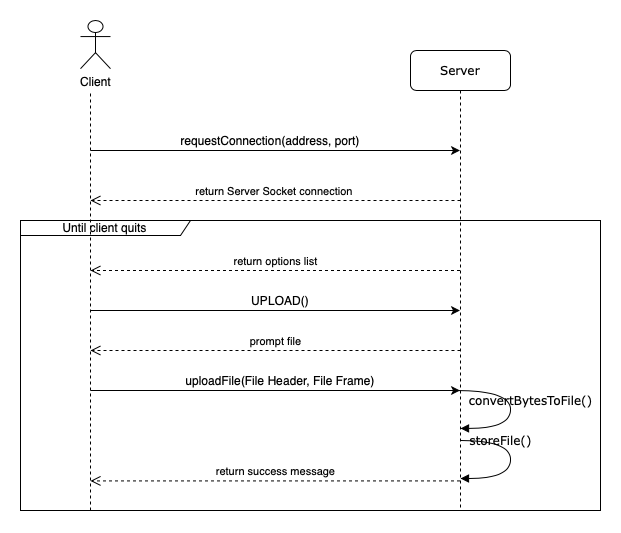 Client
Server
requestConnection(address, port)
return Server Socket connection
Until client quits
return options list
UPLOAD()
prompt file
uploadFile(File Header, File Frame)
convertBytesToFile()
storeFile()
return success message